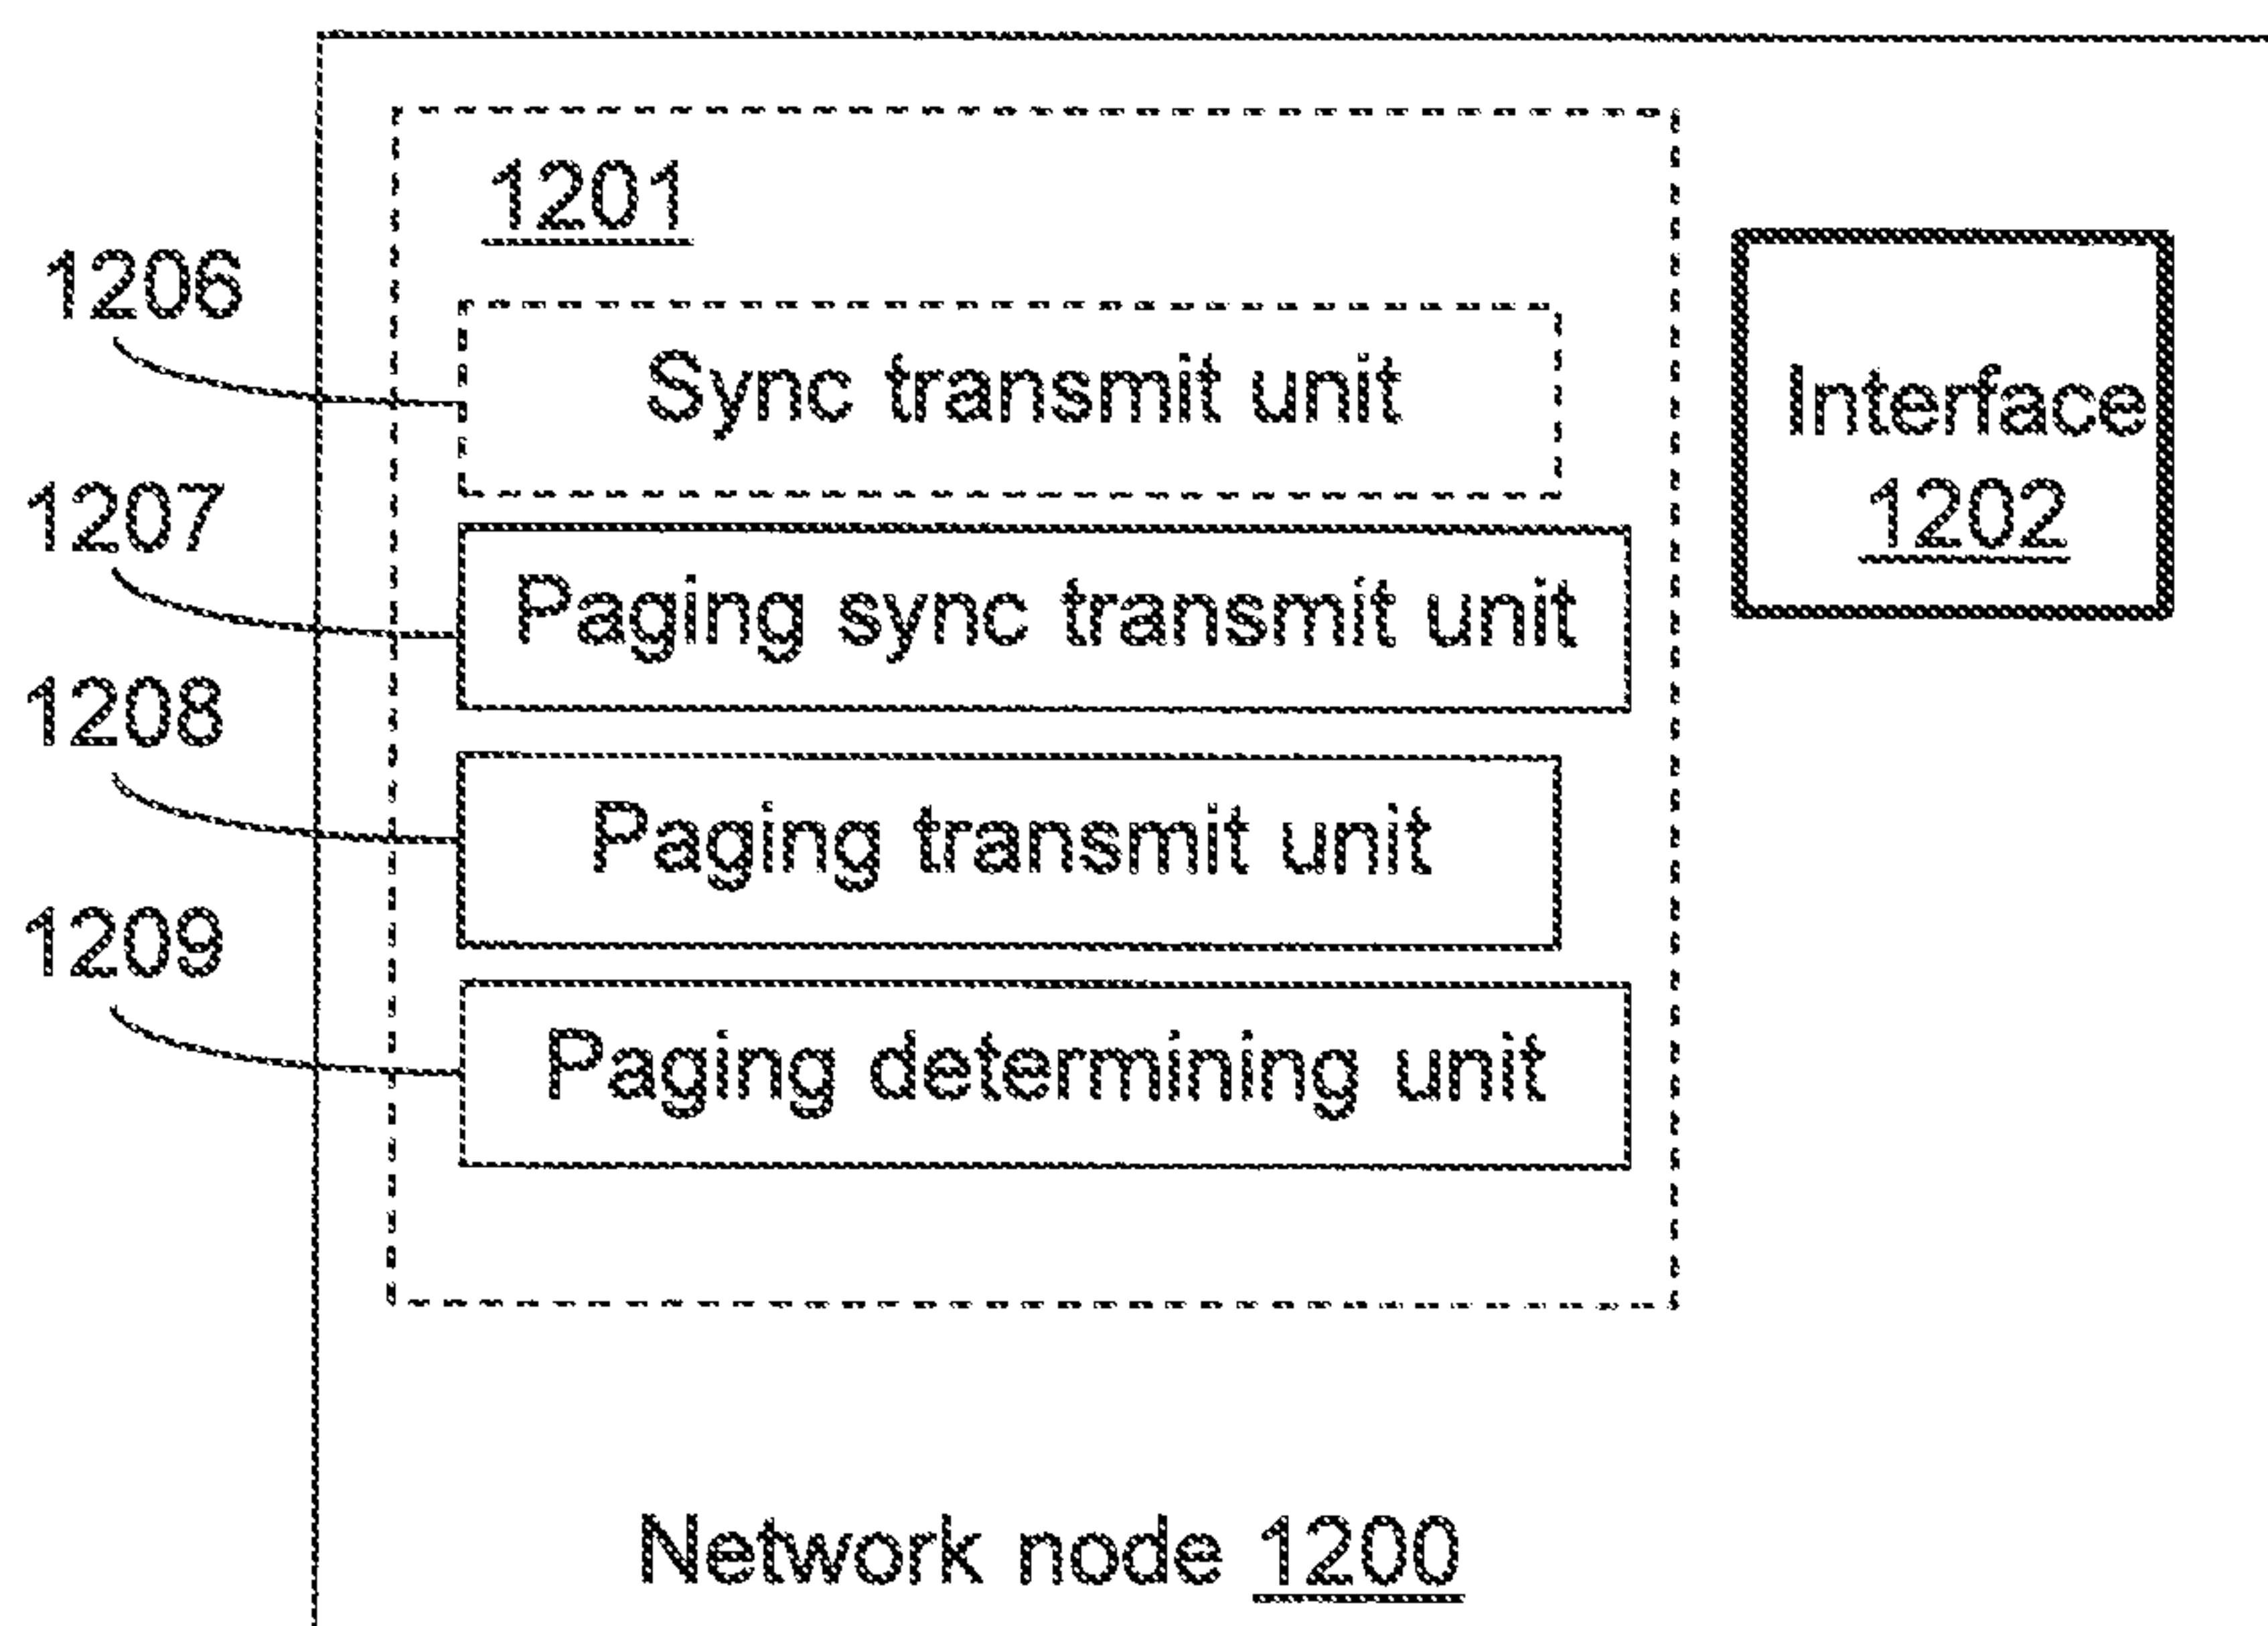 1201
1206
Sync transmit unit
Interface
1202
1207
Paging sync transmit unit
1208
Paging transmit unit
1209
Paging determining unit
Network node 1200